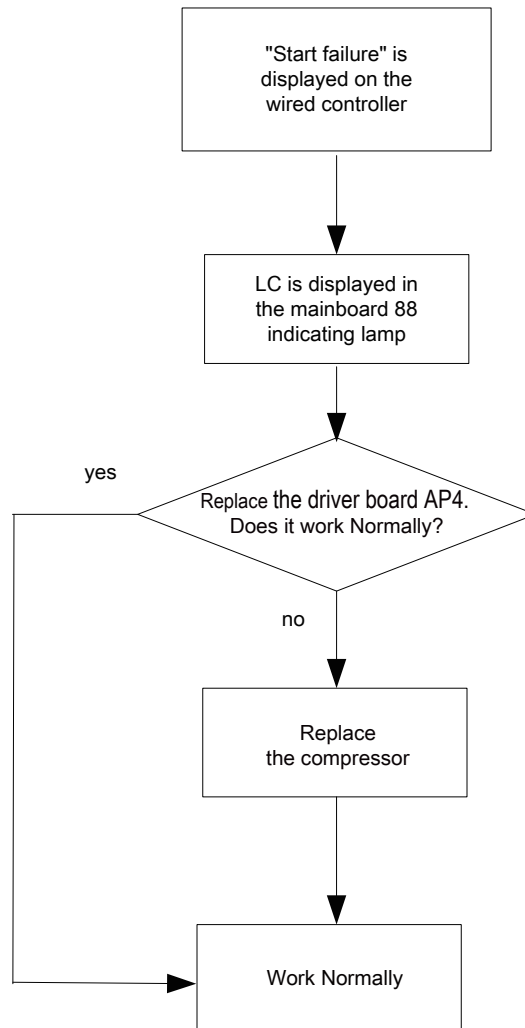 "Start failure" is
displayed on the
wired controller
LC is displayed in
the mainboard 88
indicating lamp
yes
Replace the driver board AP4.
Does it work Normally?
no
Replace
the compressor
Work Normally